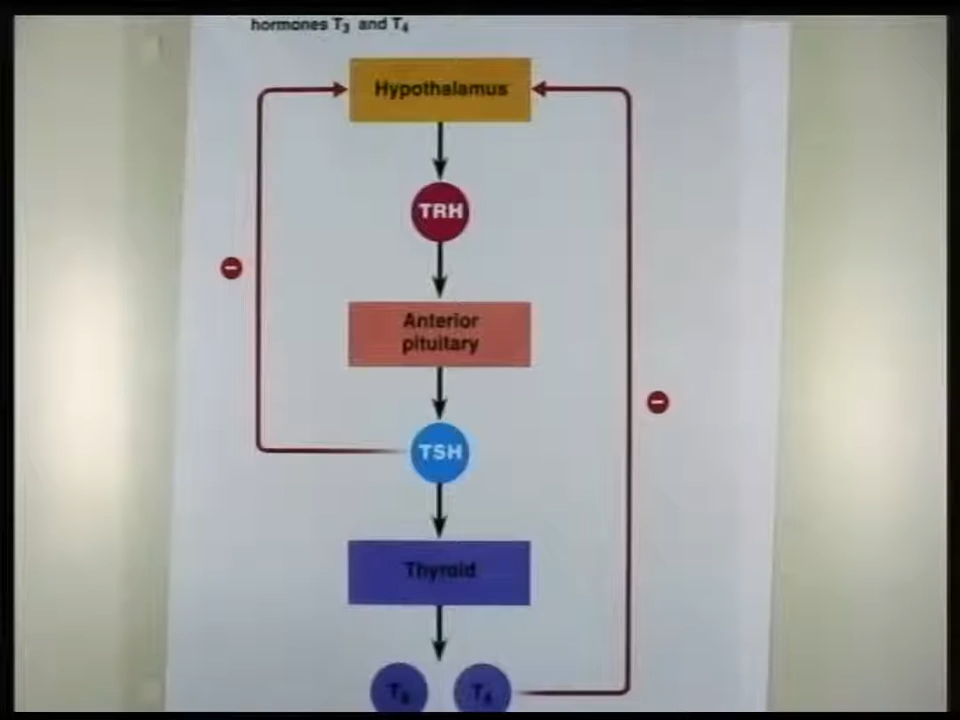 hormones T₃ and T₄
Hypothalamus
TRH
Anterior
pituitary
TSH
Thyroid
T₃ T₄